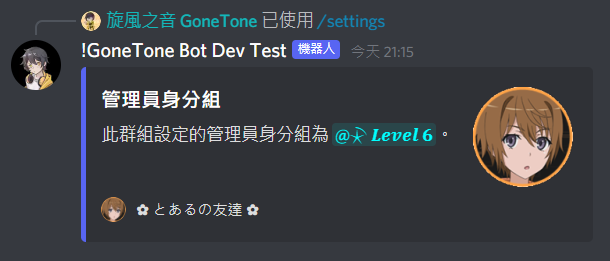 旋風之音 GoneTone 已使用 /settings
!GoneTone Bot Dev Test 機器人 今天 21:15
管理員身分組
此群組設定的管理員身分組為 @⚶ 𝑳𝒆𝒗𝒆𝒍 𝟔 。
✿ とあるの友達 ✿